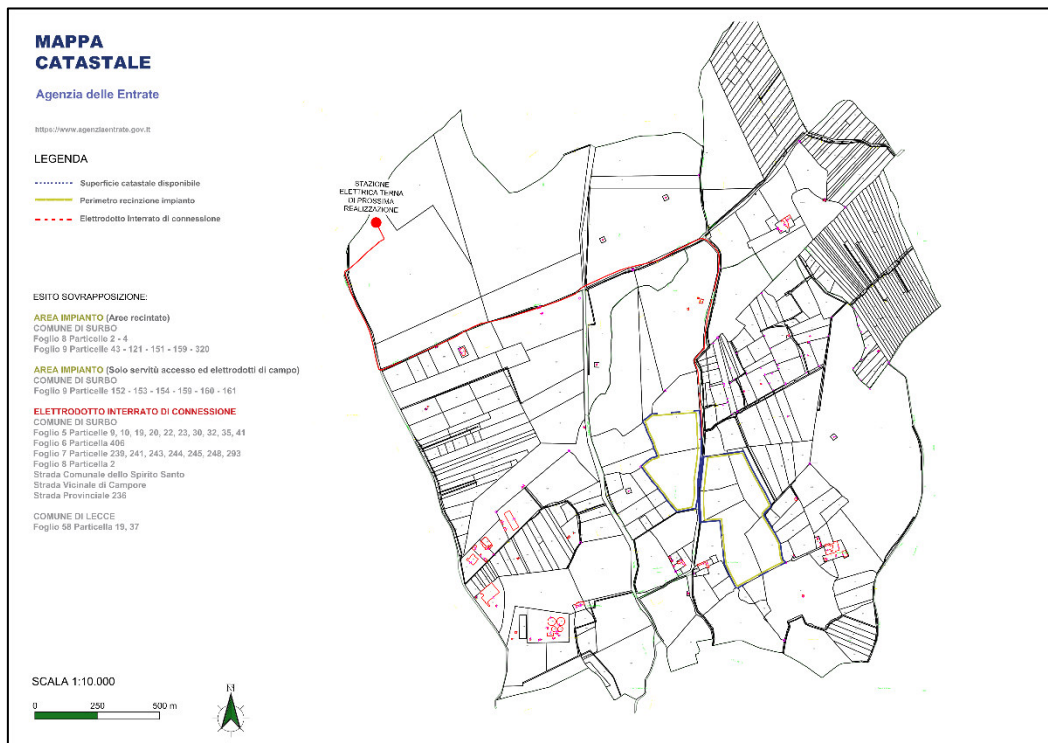 MAPPA
CATASTALE
Agenzia delle Entrate
https://www.agenziaentrate.gov.it
LEGENDA
Superficie catastale disponibile
Perimetro recinzione impianto
Elettrodotto Interrato di connessione
STAZIONE
ELETTRICA TERNA
DI PROSSIMA
REALIZZAZIONE
ESITO SOVRAPPOSIZIONE:
AREA IMPIANTO (Aree recintate)
COMUNE DI SURBO
Foglio 8 Particelle 2 - 4
Foglio 9 Particelle 43 - 121 - 151 - 159 - 320
AREA IMPIANTO (Solo servitù accesso ed elettrodotti di campo)
COMUNE DI SURBO
Foglio 9 Particelle 152 - 153 - 154 - 159 - 160 - 161
ELETTRODOTTO INTERRATO DI CONNESSIONE
COMUNE DI SURBO
Foglio 5 Particelle 9, 10, 19, 20, 22, 23, 30, 32, 35, 41
Foglio 6 Particella 406
Foglio 7 Particelle 239, 241, 243, 244, 245, 248, 293
Foglio 8 Particella 2
Strada Comunale dello Spirito Santo
Strada Vicinale di Campore
Strada Provinciale 236
COMUNE DI LECCE
Foglio 58 Particella 19, 37
SCALA 1:10.000
0 250 500 m
N